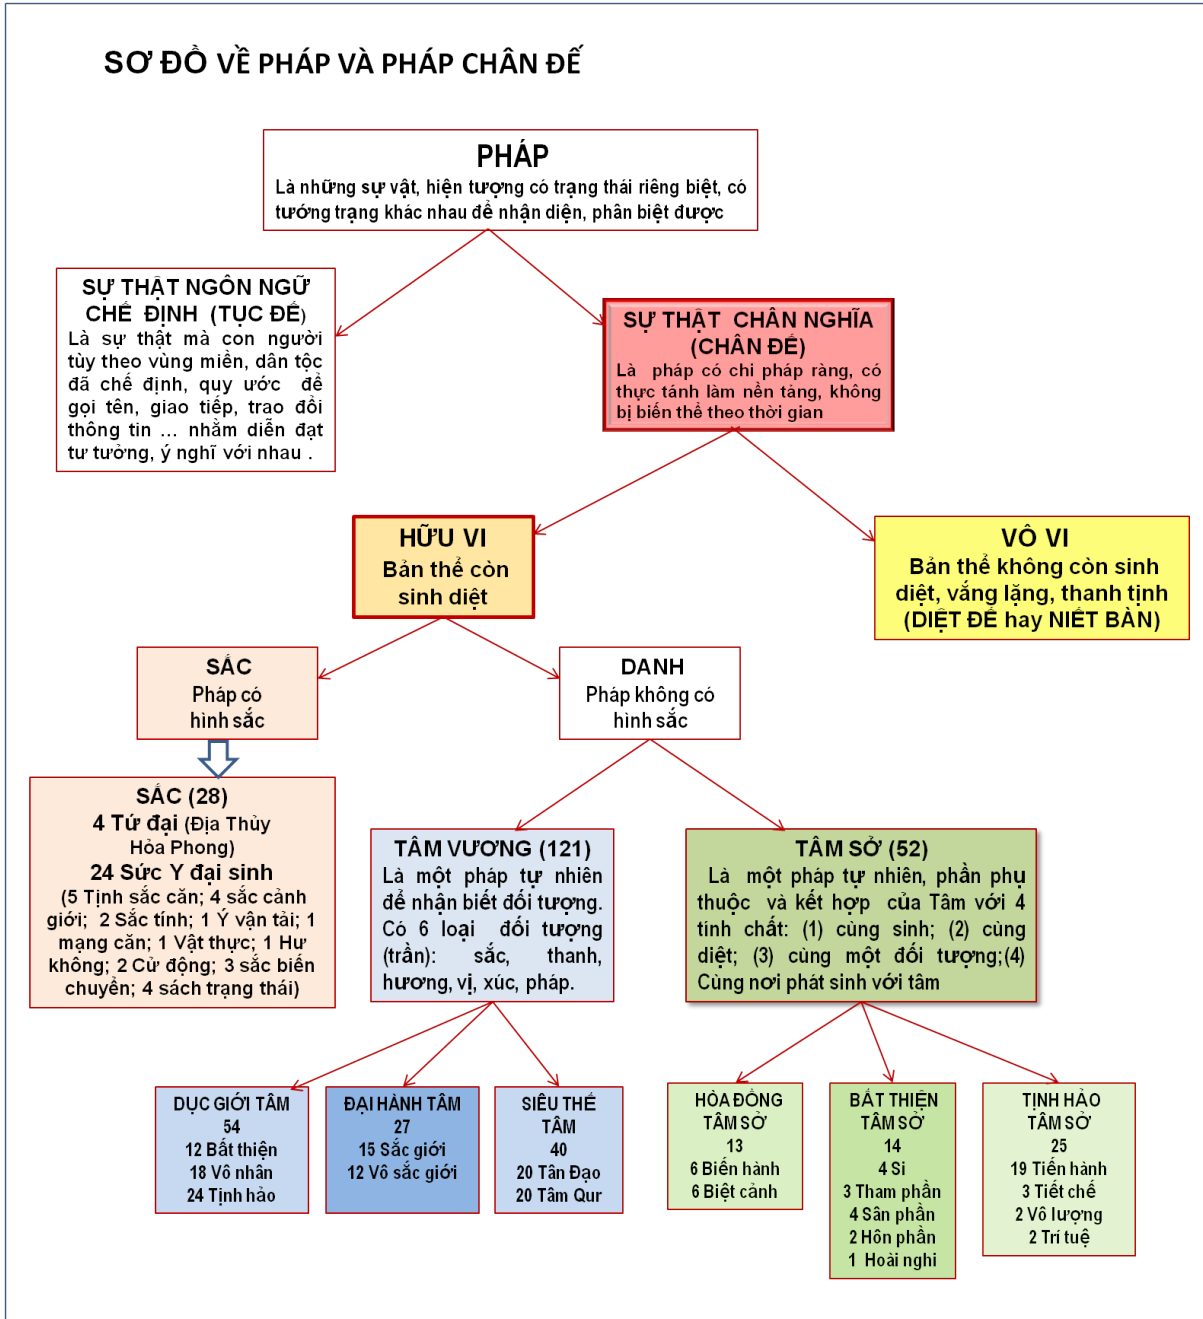 SƠ ĐỒ VỀ PHÁP VÀ PHÁP CHÂN ĐẾ
PHÁP
Là những sự vật, hiện tượng có trạng thái riêng biệt, có
tướng trạng khác nhau để nhận diện, phân biệt được
SỰ THẬT NGÔN NGỮ
CHẾ ĐỊNH (TỤC ĐẾ)
Là sự thật mà con người
tùy theo vùng miền, dân tộc
đã chế định, quy ước để
gọi tên, giao tiếp, trao đổi
thông tin ... nhằm diễn đạt
tư tưởng, ý nghĩ với nhau .
SỰ THẬT CHÂN NGHĨA
(CHÂN ĐẾ)
Là pháp có chi pháp ràng, có
thực tánh làm nền tảng, không
bị biến thể theo thời gian
HỮU VI
Bản thể còn
sinh diệt
VÔ VI
Bản thể không còn sinh
diệt, vắng lặng, thanh tịnh
(DIỆT ĐẾ hay NIẾT BÀN)
SẮC
Pháp có
hình sắc
DANH
Pháp không có
hình sắc
SẮC (28)
4 Tứ đại (Địa Thủy
Hỏa Phong)
24 Sức Y đại sinh
(5 Tịnh sắc căn; 4 sắc cảnh
giới; 2 Sắc tính; 1 Ý vận tải; 1
mạng căn; 1 Vật thực; 1 Hư
không; 2 Cử động; 3 sắc biến
chuyển; 4 sách trạng thái)
TÂM VƯƠNG (121)
Là một pháp tự nhiên
để nhận biết đối tượng.
Có 6 loại đối tượng
(trần): sắc, thanh,
hương, vị, xúc, pháp.
TÂM SỞ (52)
Là một pháp tự nhiên, phần phụ
thuộc và kết hợp của Tâm với 4
tính chất: (1) cùng sinh; (2) cùng
diệt; (3) cùng một đối tượng;(4)
Cùng nơi phát sinh với tâm
DỤC GIỚI TÂM
54
12 Bất thiện
18 Vô nhân
24 Tịnh hảo
ĐẠI HÀNH TÂM
27
15 Sắc giới
12 Vô sắc giới
SIÊU THẾ
TÂM
40
20 Tân Đạo
20 Tâm Qur
HÒA ĐỒNG
TÂM SỞ
13
6 Biến hành
6 Biệt cảnh
BẤT THIỆN
TÂM SỞ
14
4 Si
3 Tham phần
4 Sân phần
2 Hôn phần
1 Hoài nghi
TỊNH HẢO
TÂM SỞ
25
19 Tiến hành
3 Tiết chế
2 Vô lượng
2 Trí tuệ